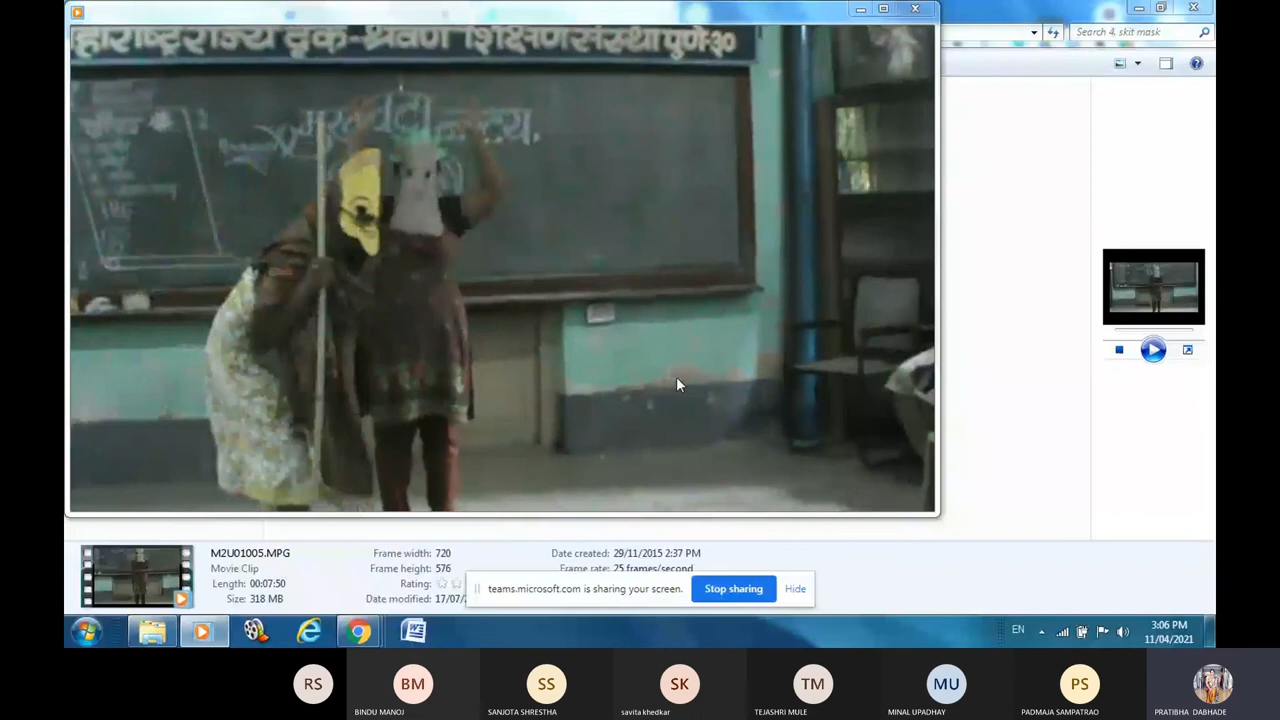 Search 4. skit mask
महाराष्ट्र राज्य दृक-श्रवण शिक्षण संस्था पुणे-३०
नाट्य.
M2U01005.MPG
Movie Clip
Length: 00:07:50
Size: 318 MB
Frame width: 720
Frame height: 576
Rating:
Date modified: 17/07/
Date created: 29/11/2015 2:37 PM
Frame rate: 25 frames/second
teams.microsoft.com is sharing your screen.
Stop sharing
Hide
EN
3:06 PM
11/04/2021
RS
BM
SS
SK
TM
MU
PS
BINDU MANOJ
SANJOTA SHRESTHA
savita khedkar
TEJASHRI MULE
MINAL UPADHAY
PADMAJA SAMPATRAO
PRATIBHA DABHADE